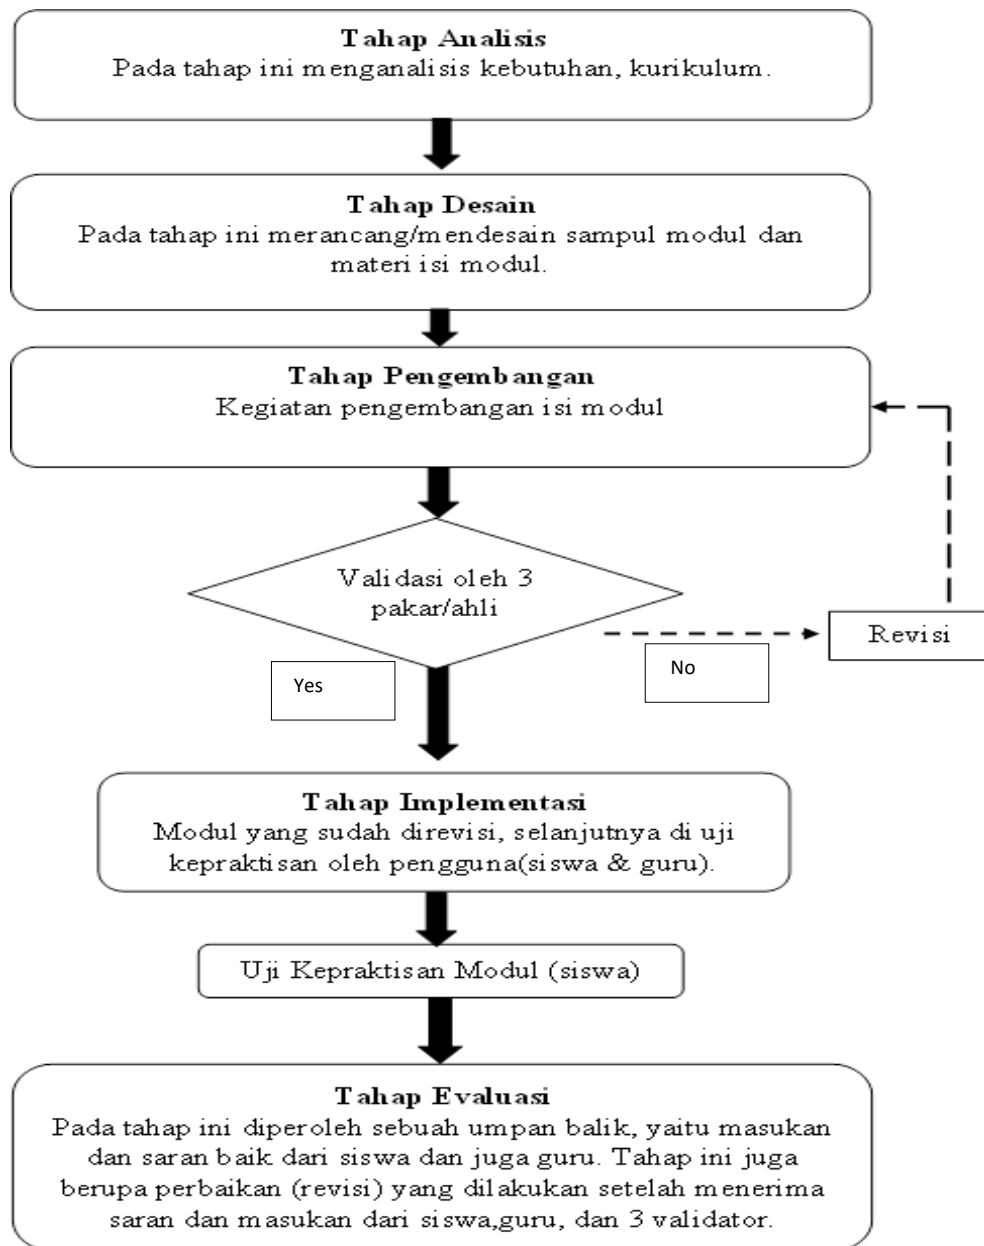 Tahap Analisis
Pada tahap ini menganalisis kebutuhan, kurikulum.
Tahap Desain
Pada tahap ini merancang/mendesain sampul modul dan
materi isi modul.
Tahap Pengembangan
Kegiatan pengembangan isi modul
Validasi oleh 3
pakar/ahli
Revisi
Yes
No
Tahap Implementasi
Modul yang sudah direvisi, selanjutnya di uji
kepraktisan oleh pengguna(siswa & guru).
Uji Kepraktisan Modul (siswa)
Tahap Evaluasi
Pada tahap ini diperoleh sebuah umpan balik, yaitu masukan
dan saran baik dari siswa dan juga guru. Tahap ini juga
berupa perbaikan (revisi) yang dilakukan setelah menerima
saran dan masukan dari siswa,guru, dan 3 validator.